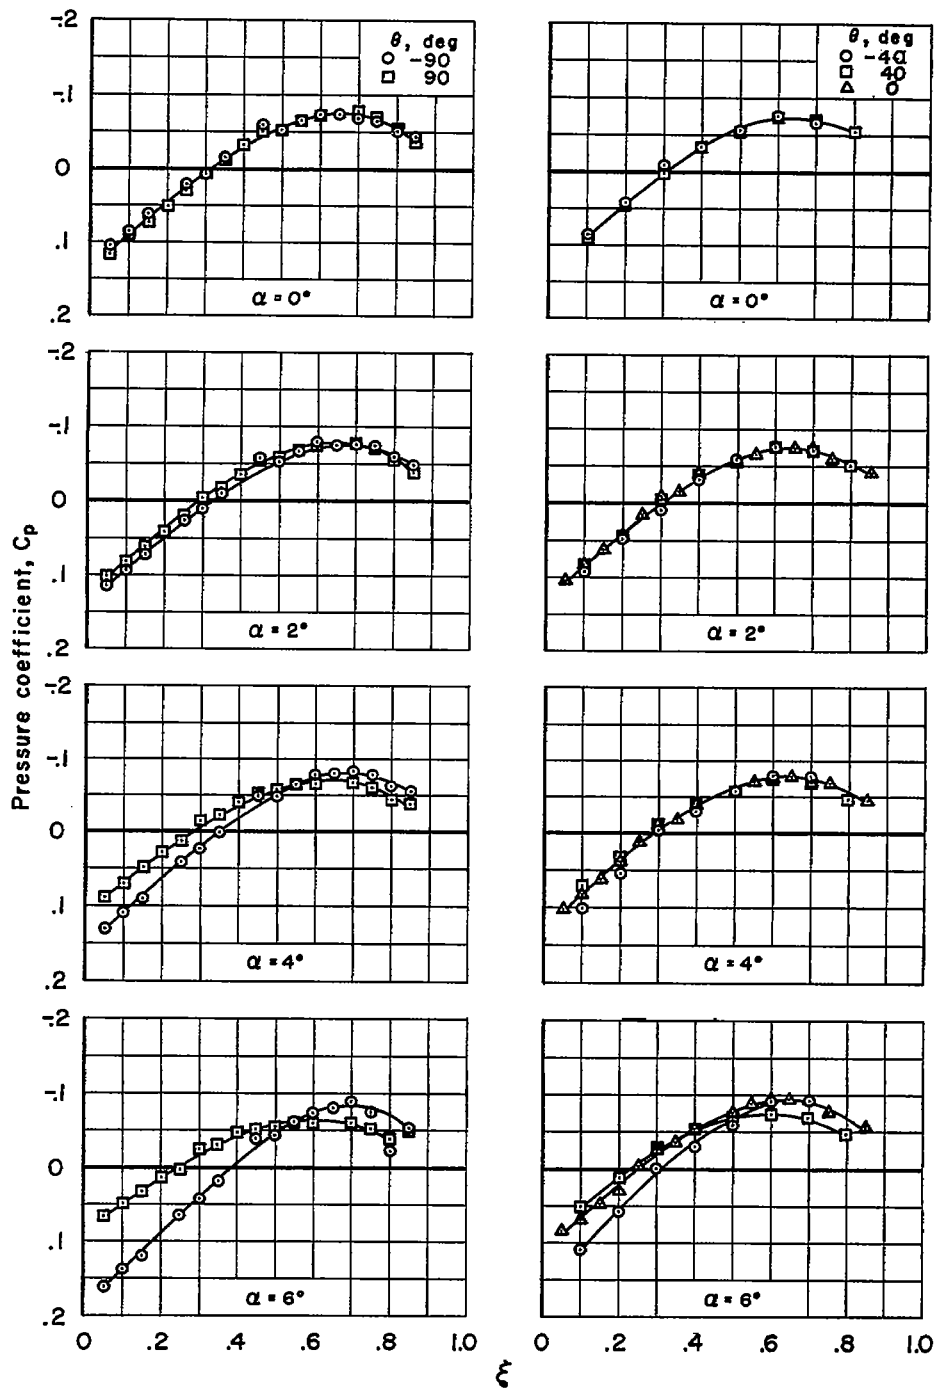 -.2
-.1
0
.1
.2
θ, deg
-90
90
α = 0°
θ, deg
-40
40
0
α = 0°
-.2
-.1
0
.1
.2
α = 2°
α = 2°
Pressure coefficient, Cp
-.2
-.1
0
.1
.2
α = 4°
α = 4°
-.2
-.1
0
.1
.2
α = 6°
α = 6°
0 .2 .4 .6 .8 1.0
0 .2 .4 .6 .8 1.0
ξ